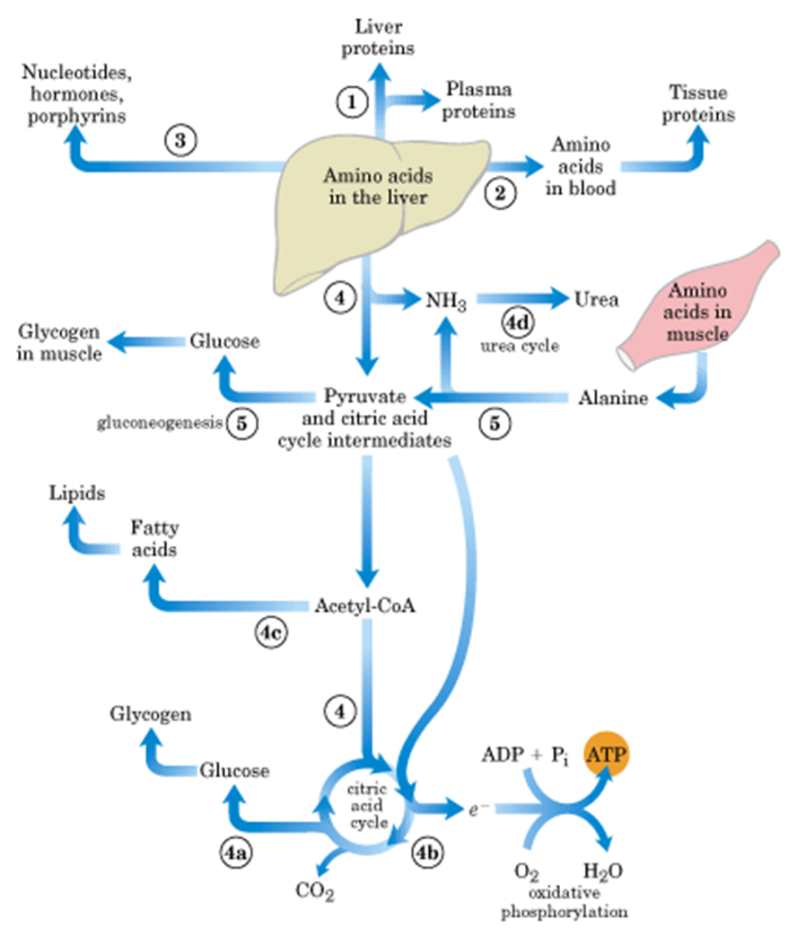 Liver
proteins
Nucleotides,
hormones,
porphyrins
1
Plasma
proteins
Tissue
proteins
3
Amino acids
in the liver
2
Amino
acids
in blood
4
NH₃
4d
urea cycle
Urea
Amino
acids in
muscle
Glycogen
in muscle
Glucose
gluconeogenesis
5
Pyruvate
and citric acid
cycle intermediates
5
Alanine
Lipids
Fatty
acids
4c
Acetyl-CoA
4
Glycogen
Glucose
4a
citric
acid
cycle
CO₂
4b
e⁻
ADP + Pᵢ
ATP
O₂
H₂O
oxidative
phosphorylation